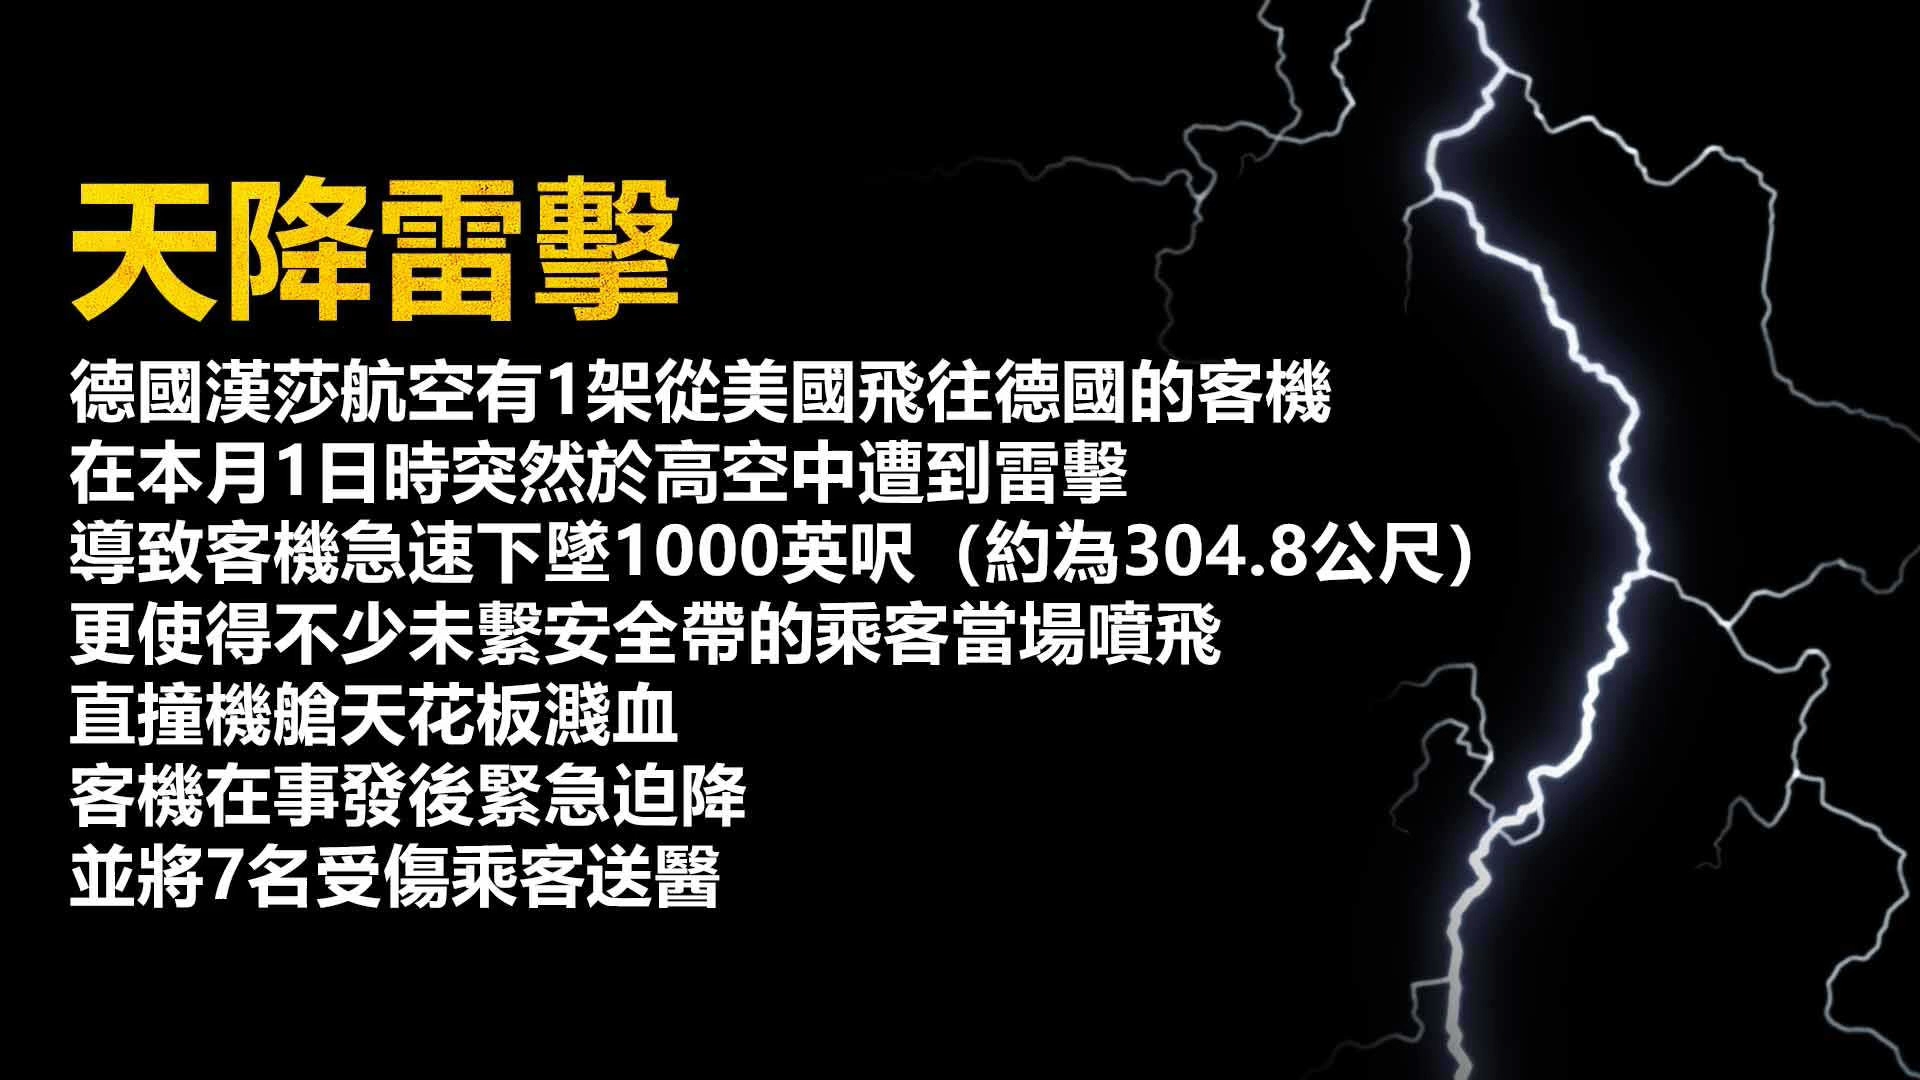 天降雷擊
德國漢莎航空有1架從美國飛往德國的客機
在本月1日時突然於高空中遭到雷擊
導致客機急速下墜1000英呎（約為304.8公尺）
更使得不少未繫安全帶的乘客當場噴飛
直撞機艙天花板濺血
客機在事發後緊急迫降
並將7名受傷乘客送醫